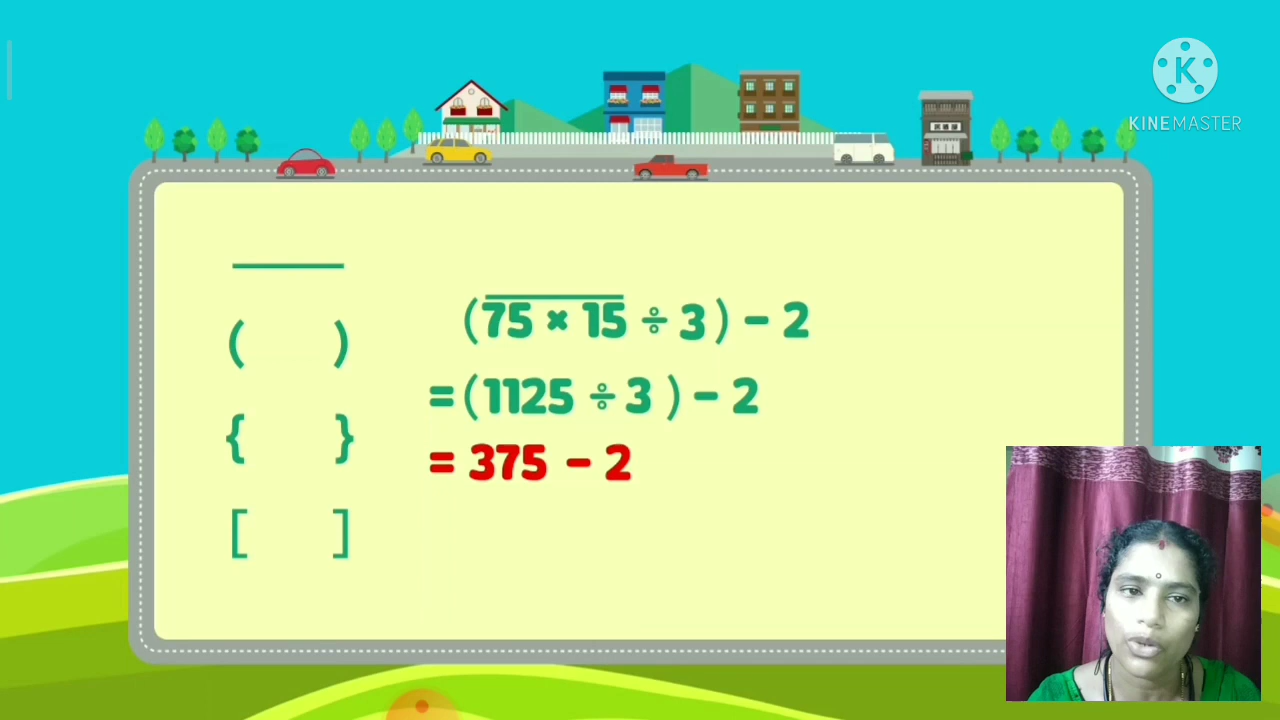 K
KINEMASTER
( )
{ }
[ ]
(75 × 15 ÷ 3) - 2
= (1125 ÷ 3 ) - 2
= 375 - 2